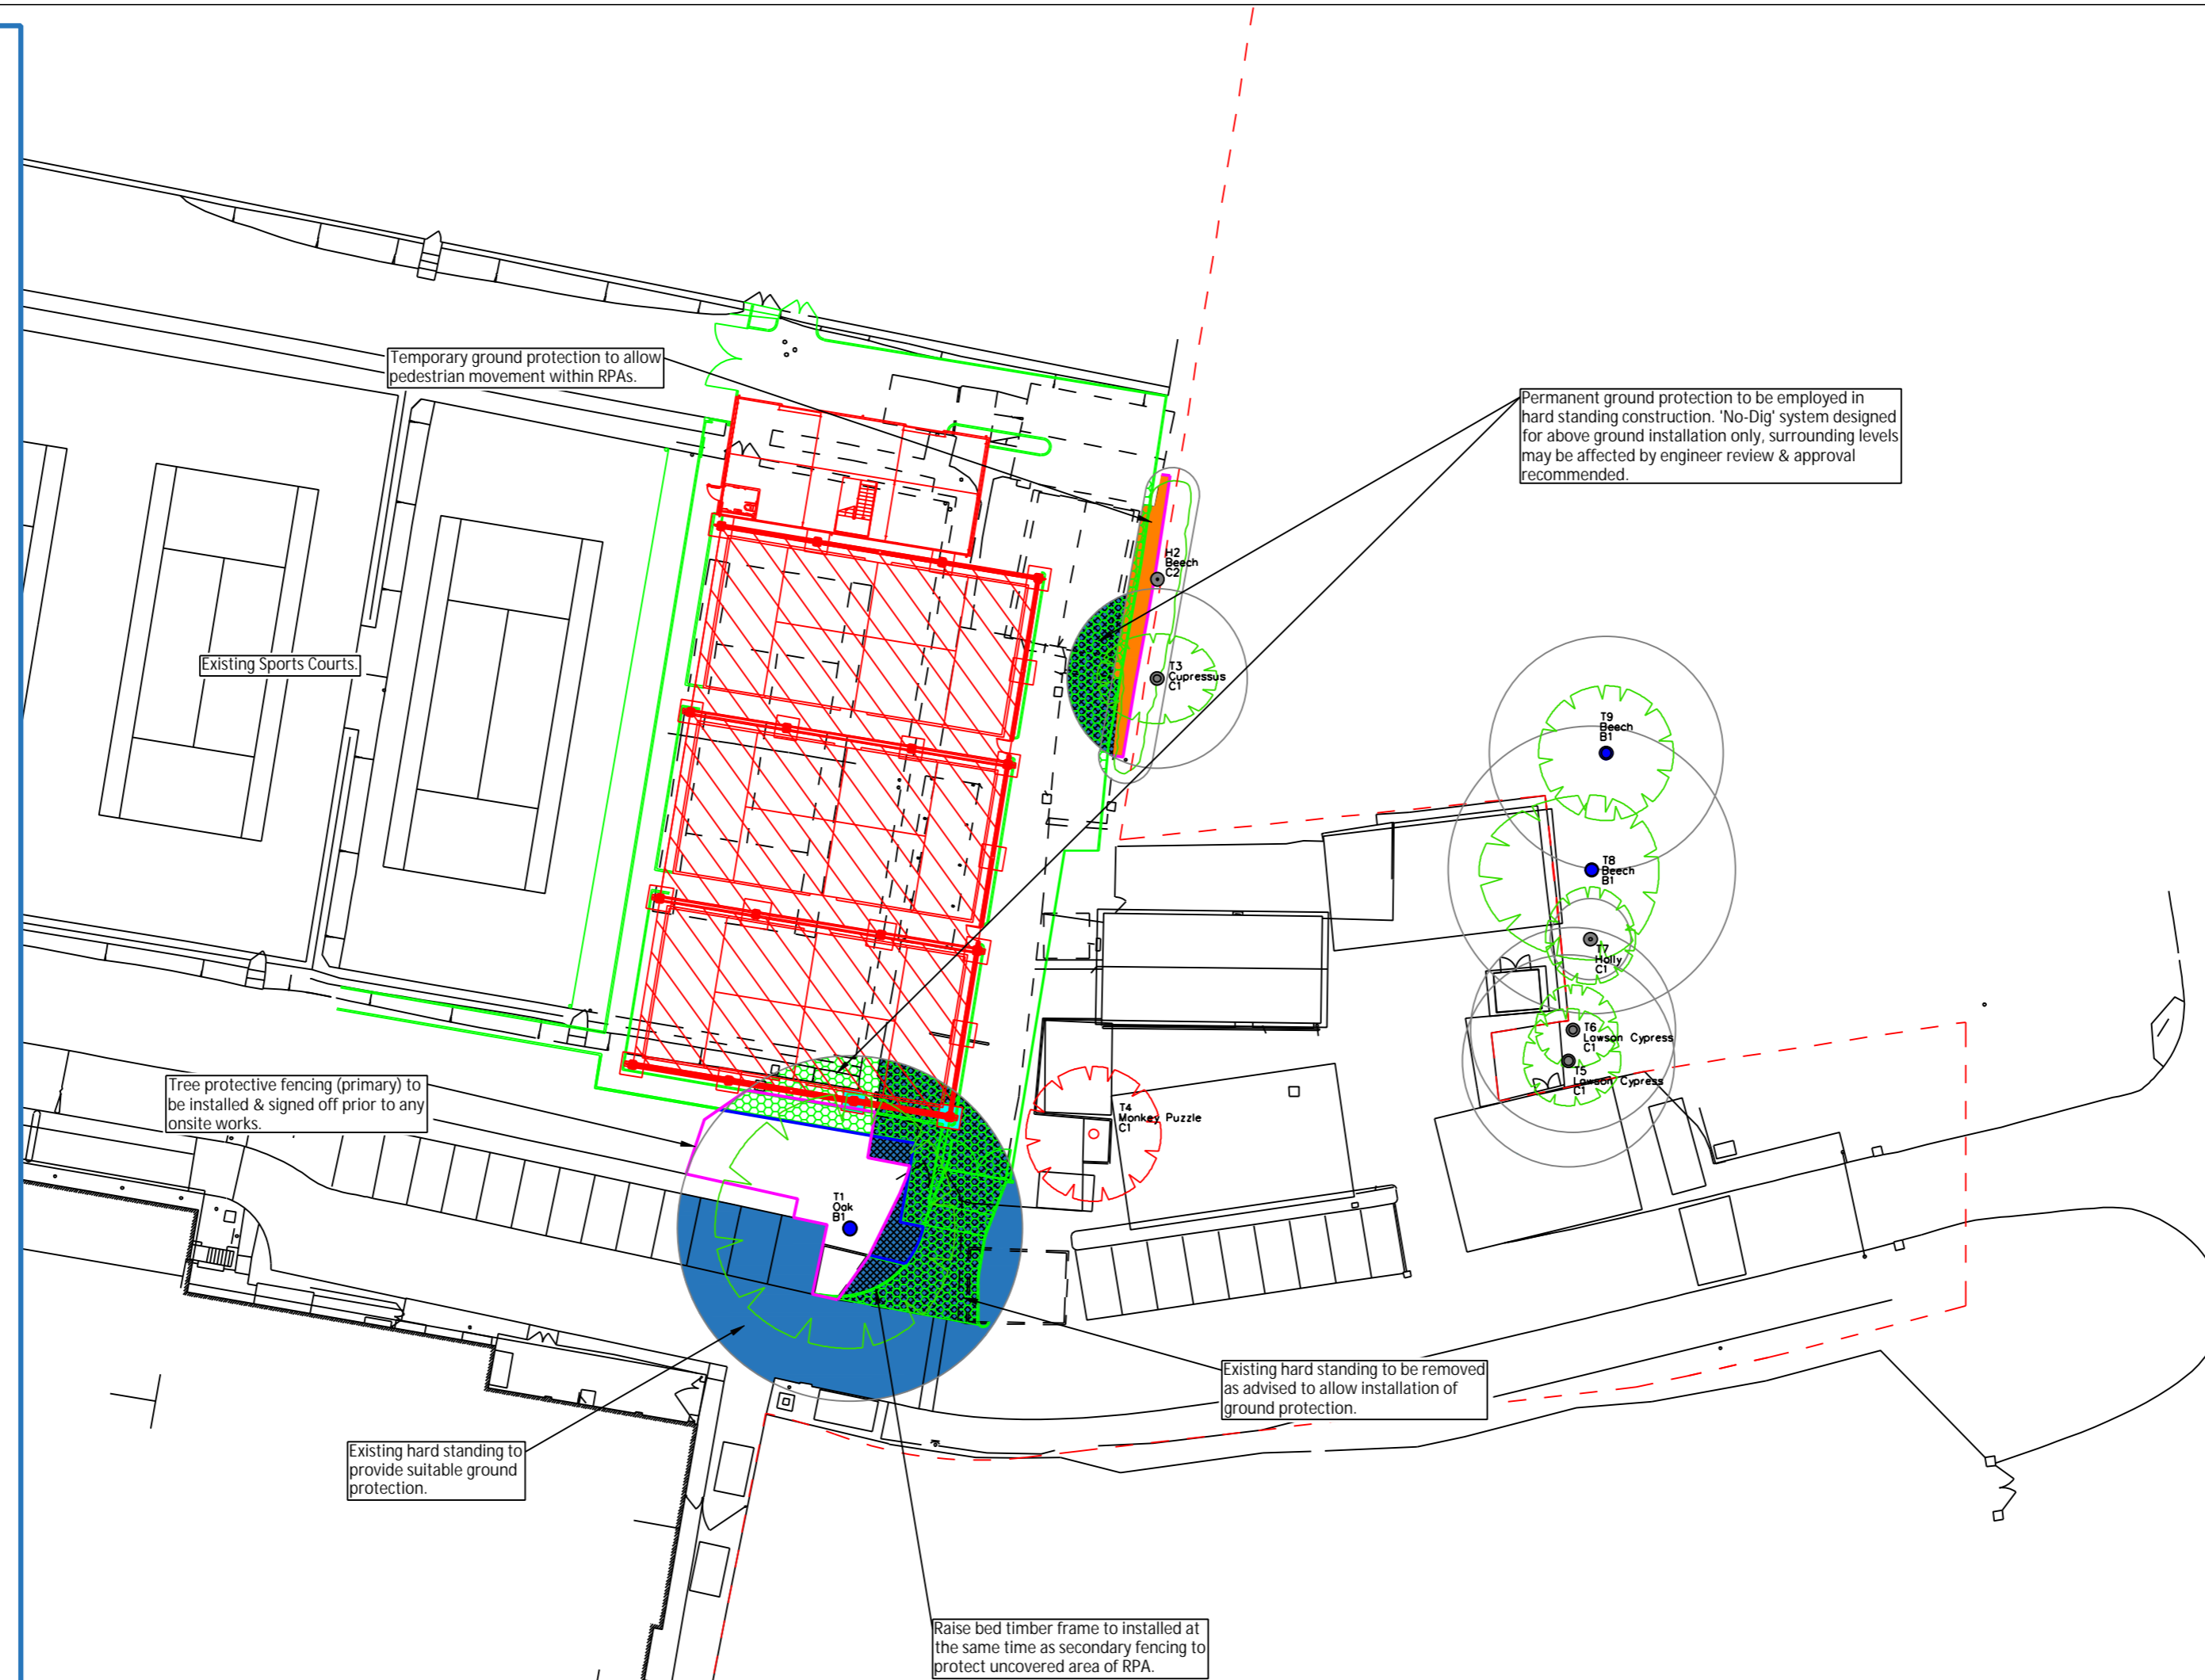 Temporary ground protection to allow
pedestrian movement within RPAs.
Permanent ground protection to be employed in
hard standing construction. 'No-Dig' system designed
for above ground installation only, surrounding levels
may be affected by engineer review & approval
recommended.
H2
Beech
C2
Existing Sports Courts.
T3
Cupressus
C1
T9
Beech
B1
T8
Beech
B1
T7
Holly
C1
T6
Lawson Cypress
C1
T5
Lawson Cypress
C1
Tree protective fencing (primary) to
be installed & signed off prior to any
onsite works.
T4
Monkey Puzzle
C1
T1
Oak
B1
Existing hard standing to be removed
as advised to allow installation of
ground protection.
Existing hard standing to
provide suitable ground
protection.
Raise bed timber frame to installed at
the same time as secondary fencing to
protect uncovered area of RPA.